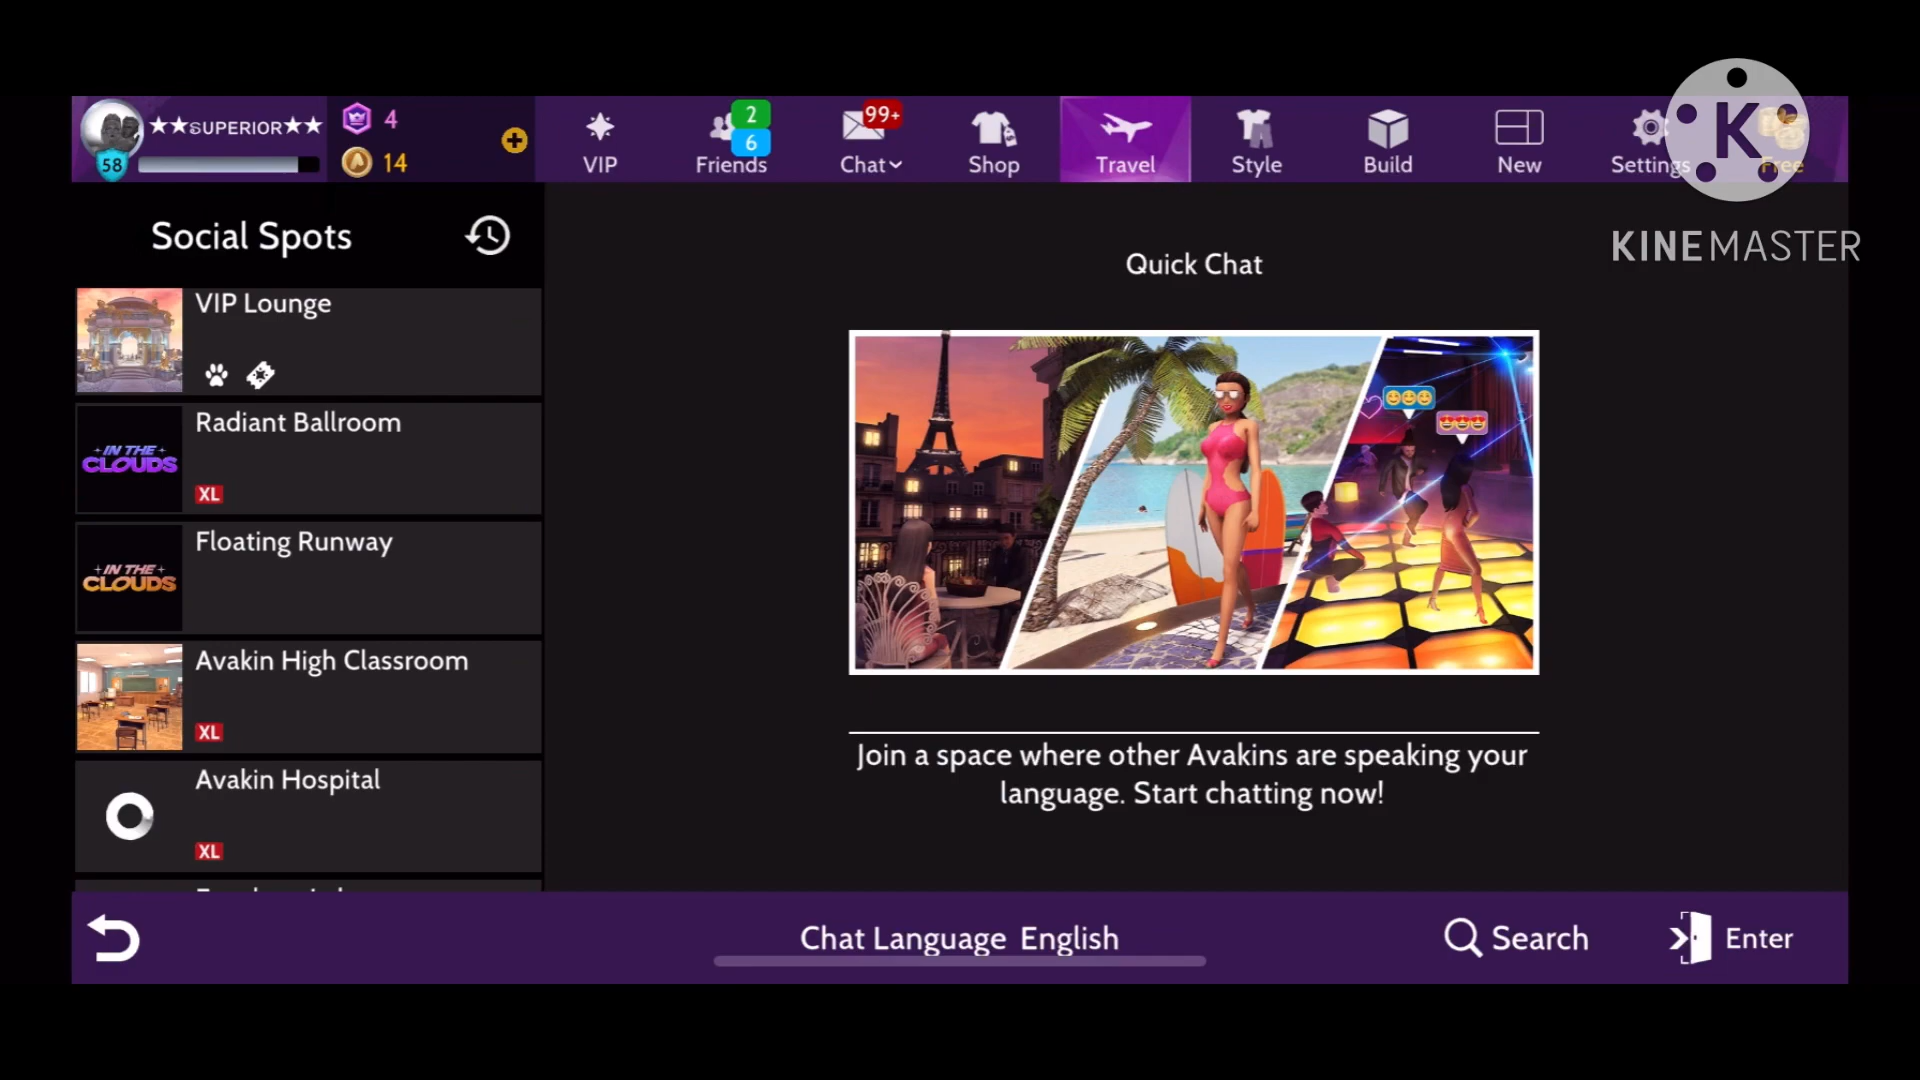 ★★ꜱUPERIOR★★
58
4
14
VIP
2
6
Friends
99+
Chat
Shop
Travel
Style
Build
New
Settings
Free
K
KINEMASTER
Social Spots
VIP Lounge
IN THE
CLOUDS
Radiant Ballroom
XL
IN THE
CLOUDS
Floating Runway
Avakin High Classroom
XL
Avakin Hospital
XL
Quick Chat
Join a space where other Avakins are speaking your
language. Start chatting now!
Chat Language English
Search
Enter